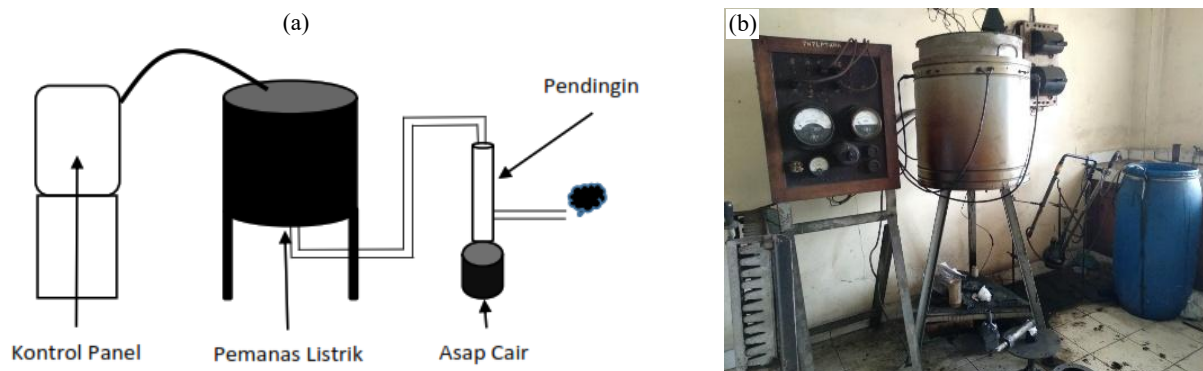 (a)
Pendingin
Kontrol Panel
Pemanas Listrik
Asap Cair
(b)